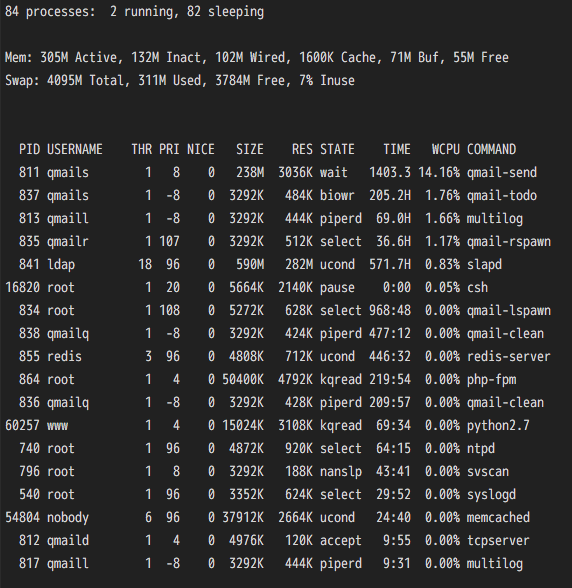 84 processes:  2 running, 82 sleeping
Mem: 305M Active, 132M Inact, 102M Wired, 1600K Cache, 71M Buf, 55M Free
Swap: 4095M Total, 311M Used, 3784M Free, 7% Inuse
PID USERNAME THR PRI NICE SIZE RES STATE TIME WCPU COMMAND
811 qmails 1 8 0 238M 3036K wait 1403.3 14.16% qmail-send
837 qmails 1 -8 0 3292K 484K biowr 205.2H 1.76% qmail-todo
813 qmaill 1 -8 0 3292K 444K piperd 69.0H 1.66% multilog
835 qmailr 1 107 0 3292K 512K select 36.6H 1.17% qmail-rspawn
841 ldap 18 96 0 590M 282M ucond 571.7H 0.83% slapd
16820 root 1 20 0 5664K 2140K pause 0:00 0.05% csh
834 root 1 108 0 5272K 628K select 968:48 0.00% qmail-lspawn
838 qmailq 1 -8 0 3292K 424K piperd 477:12 0.00% qmail-clean
855 redis 3 96 0 4808K 712K ucond 446:32 0.00% redis-server
864 root 1 4 0 50400K 4792K kqread 219:54 0.00% php-fpm
836 qmailq 1 -8 0 3292K 428K piperd 209:57 0.00% qmail-clean
60257 www 1 4 0 15024K 3108K kqread 69:34 0.00% python2.7
740 root 1 96 0 4872K 920K select 64:15 0.00% ntpd
796 root 1 8 0 3292K 188K nanslp 43:41 0.00% svscan
540 root 1 96 0 3352K 624K select 29:52 0.00% syslogd
54804 nobody 6 96 0 37912K 2664K ucond 24:40 0.00% memcached
812 qmaild 1 4 0 4976K 120K accept 9:55 0.00% tcpserver
817 qmaill 1 -8 0 3292K 444K piperd 9:31 0.00% multilog